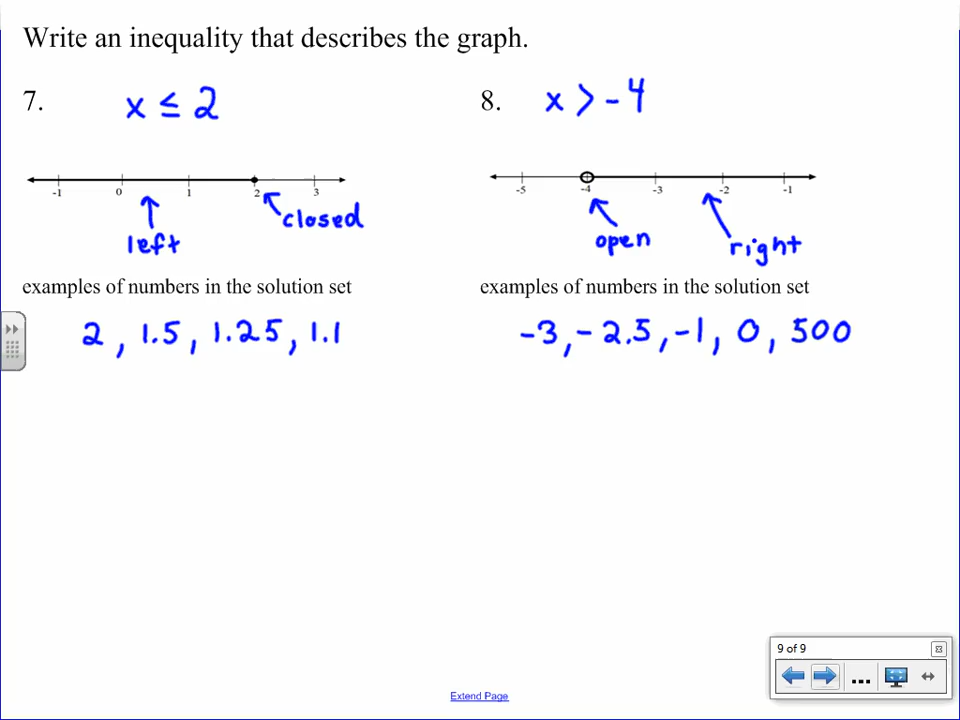 Write an inequality that describes the graph.
7. x ≤ 2
8. x > -4
-1 0 1 2 3
-5 -4 -3 -2 -1
left
closed
open
right
examples of numbers in the solution set
examples of numbers in the solution set
2, 1.5, 1.25, 1.1
-3, -2.5, -1, 0, 500
9 of 9
...
Extend Page